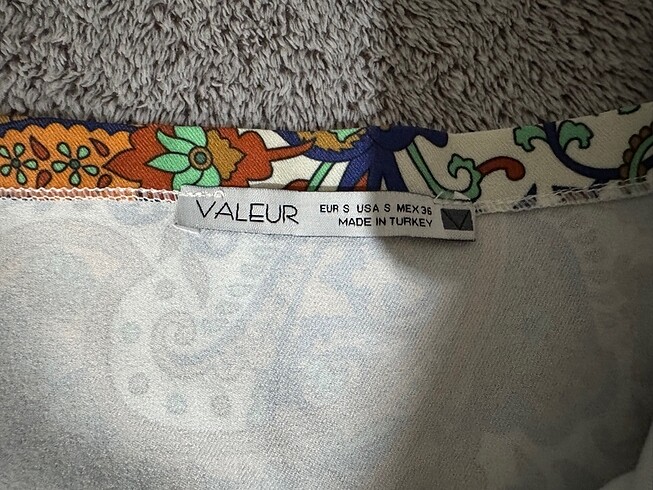 VALEUR
EUR S USA S MEX 36
MADE IN TURKEY